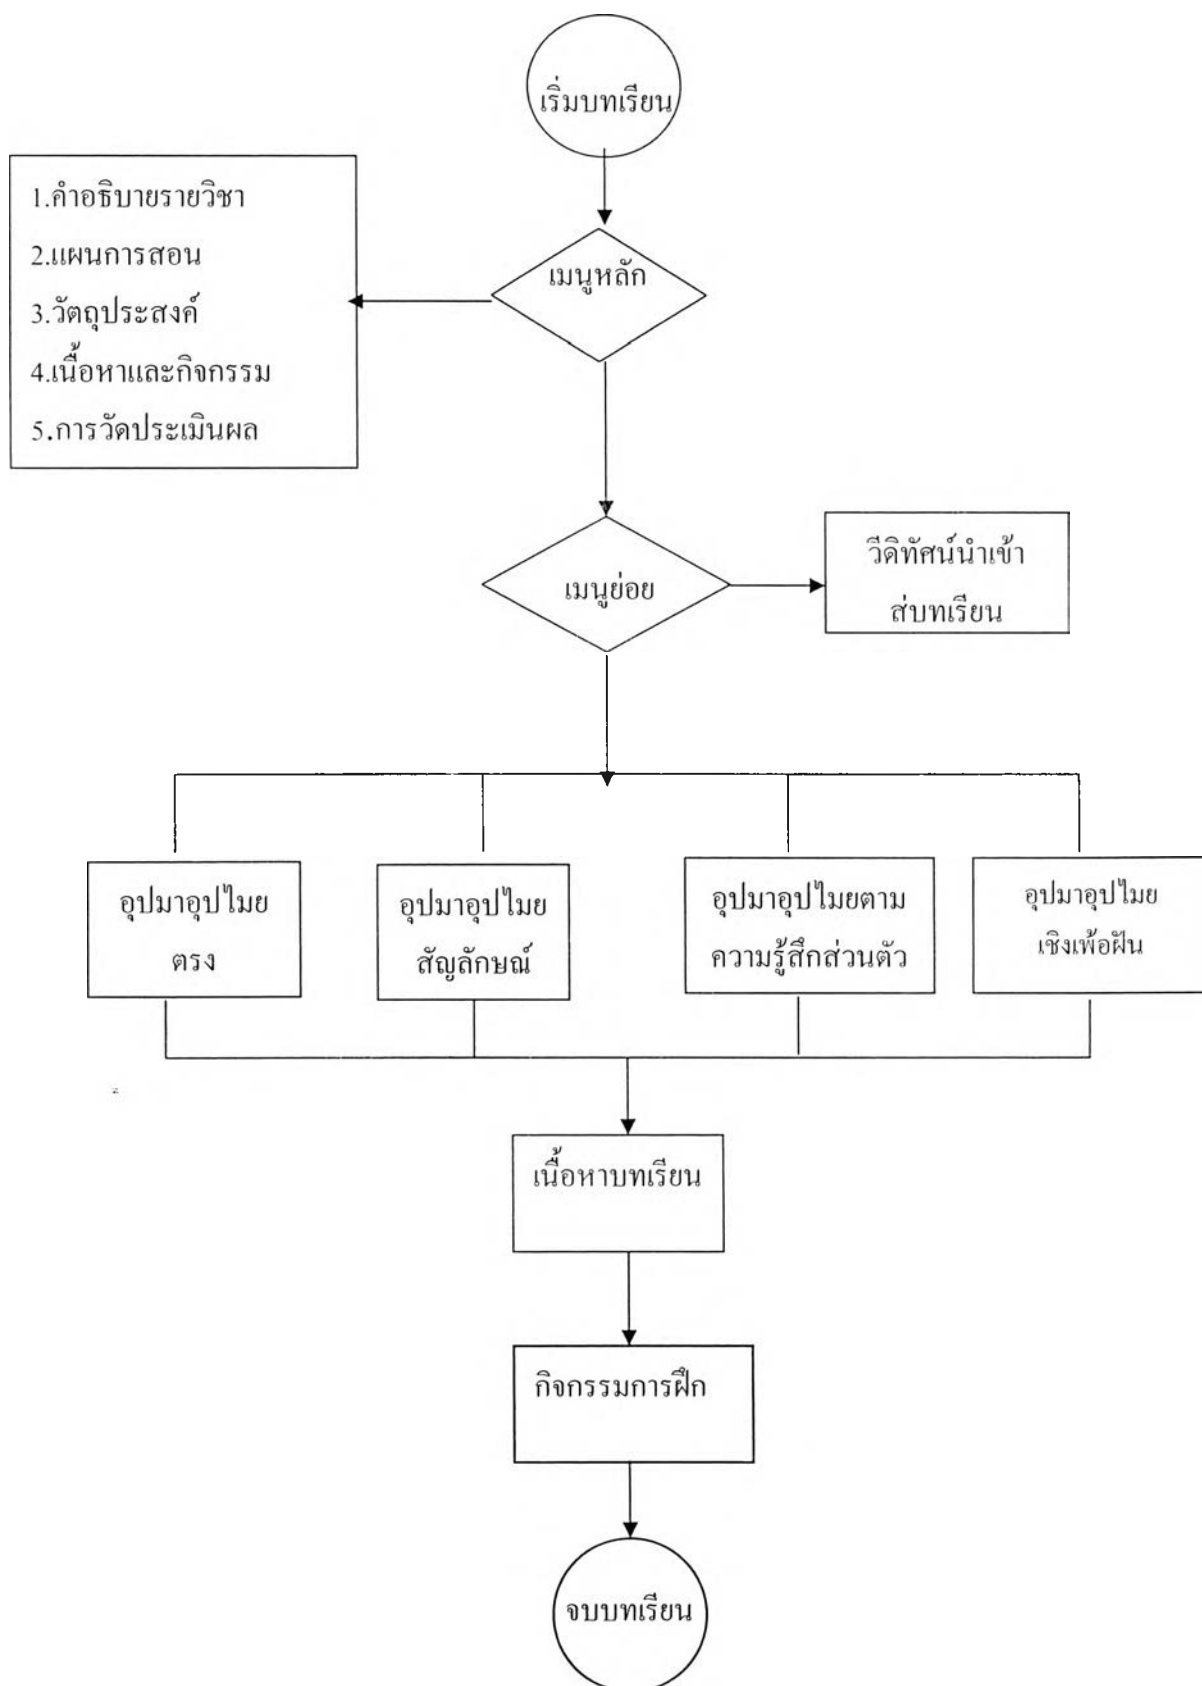 เริ่มบทเรียน
1.คำอธิบายรายวิชา
2.แผนการสอน
3.วัตถุประสงค์
4.เนื้อหาและกิจกรรม
5.การวัดประเมินผล
เมนูหลัก
เมนูย่อย
วีดิทัศน์นำเข้า
ส่บทเรียน
อุปมาอุปไมย
ตรง
อุปมาอุปไมย
สัญลักษณ์
อุปมาอุปไมยตาม
ความรู้สึกส่วนตัว
อุปมาอุปไมย
เชิงเพ้อฝัน
เนื้อหาบทเรียน
กิจกรรมการฝึก
จบบทเรียน